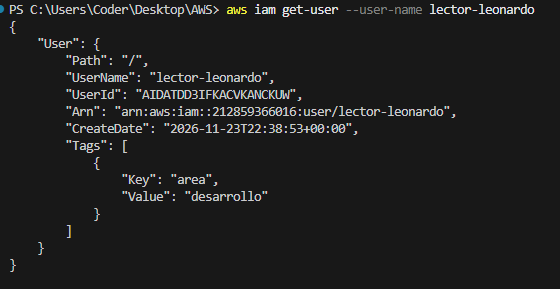 PS C:\Users\Coder\Desktop\AWS> aws iam get-user --user-name lector-leonardo
{
    "User": {
        "Path": "/",
        "UserName": "lector-leonardo",
        "UserId": "AIDATDD3IFKACVKANCKUW",
        "Arn": "arn:aws:iam::212859366016:user/lector-leonardo",
        "CreateDate": "2026-11-23T22:38:53+00:00",
        "Tags": [
            {
                "Key": "area",
                "Value": "desarrollo"
            }
        ]
    }
}